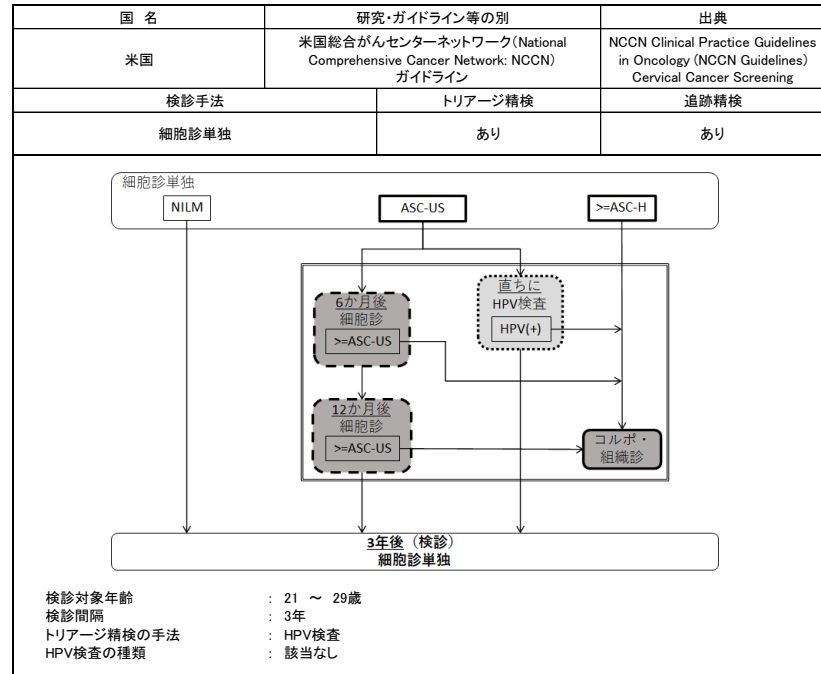 国 名
研究・ガイドライン等の別
出典
米国
米国総合がんセンターネットワーク(National
Comprehensive Cancer Network: NCCN)
ガイドライン
NCCN Clinical Practice Guidelines
in Oncology (NCCN Guidelines)
Cervical Cancer Screening
検診手法
トリアージ精検
追跡精検
細胞診単独
あり
あり
細胞診単独
NILM
ASC-US
>=ASC-H
6か月後
細胞診
>=ASC-US
直ちに
HPV検査
HPV(+)
12か月後
細胞診
>=ASC-US
コルポ・
組織診
3年後（検診）
細胞診単独
検診対象年齢 : 21 ～ 29歳
検診間隔 : 3年
トリアージ精検の手法 : HPV検査
HPV検査の種類 : 該当なし